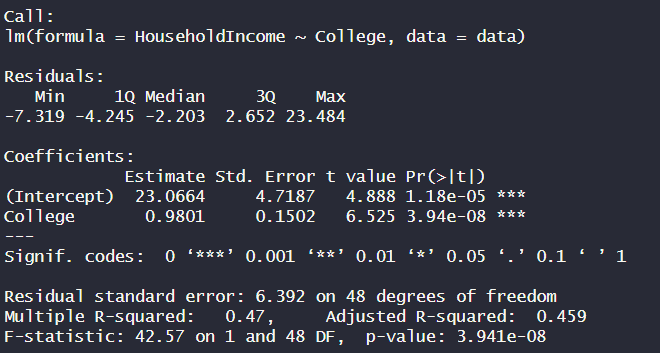 Call:
lm(formula = HouseholdIncome ~ College, data = data)
Residuals:
Min 1Q Median 3Q Max
-7.319 -4.245 -2.203 2.652 23.484
Coefficients:
Estimate Std. Error t value Pr(>|t|)
(Intercept) 23.0664 4.7187 4.888 1.18e-05 ***
College 0.9801 0.1502 6.525 3.94e-08 ***
---
Signif. codes: 0 ‘***’ 0.001 ‘**’ 0.01 ‘*’ 0.05 ‘.’ 0.1 ‘ ’ 1
Residual standard error: 6.392 on 48 degrees of freedom
Multiple R-squared: 0.47, Adjusted R-squared: 0.459
F-statistic: 42.57 on 1 and 48 DF, p-value: 3.941e-08